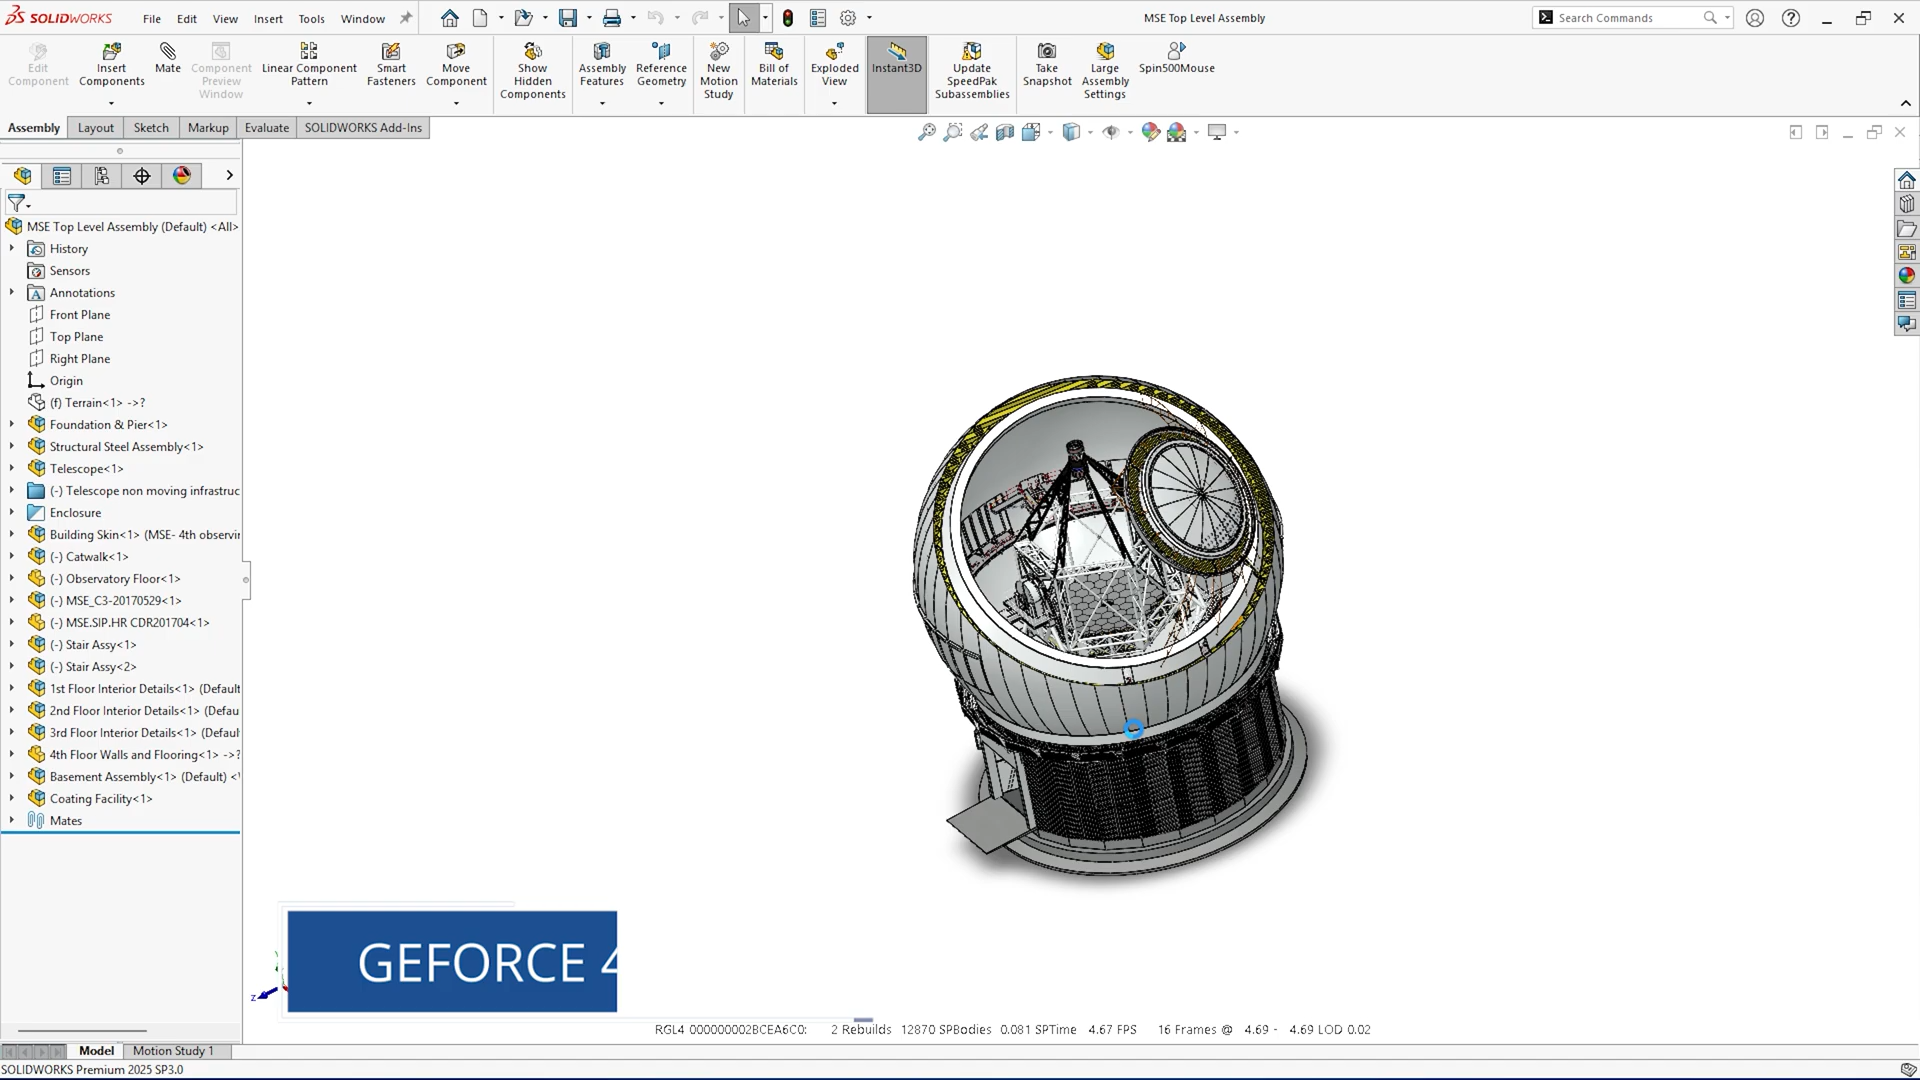 SOLIDWORKS File Edit View Insert Tools Window
MSE Top Level Assembly
Search Commands
Edit
Component
Insert
Components
Mate
Component
Preview
Window
Linear Component
Pattern
Smart
Fasteners
Move
Component
Show
Hidden
Components
Assembly
Features
Reference
Geometry
New
Motion
Study
Bill of
Materials
Exploded
View
Instant3D
Update
SpeedPak
Subassemblies
Take
Snapshot
Large
Assembly
Settings
Spin500Mouse
Assembly Layout Sketch Markup Evaluate SOLIDWORKS Add-Ins
MSE Top Level Assembly (Default) <All>
History
Sensors
Annotations
Front Plane
Top Plane
Right Plane
Origin
(f) Terrain<1> ->?
Foundation & Pier<1>
Structural Steel Assembly<1>
Telescope<1>
(-) Telescope non moving infrastruc
Enclosure
Building Skin<1> (MSE- 4th observin
(-) Catwalk<1>
(-) Observatory Floor<1>
(-) MSE_C3-20170529<1>
(-) MSE.SIP.HR CDR201704<1>
(-) Stair Assy<1>
(-) Stair Assy<2>
1st Floor Interior Details<1> (Default
2nd Floor Interior Details<1> (Defau
3rd Floor Interior Details<1> (Defaul
4th Floor Walls and Flooring<1> ->?
Basement Assembly<1> (Default) <
Coating Facility<1>
Mates
GEFORCE 4
Z
RGL4 000000002BCEA6C0: 2 Rebuilds 12870 SPBodies 0.081 SPTime 4.67 FPS 16 Frames @ 4.69 - 4.69 LOD 0.02
Model Motion Study 1
SOLIDWORKS Premium 2025 SP3.0